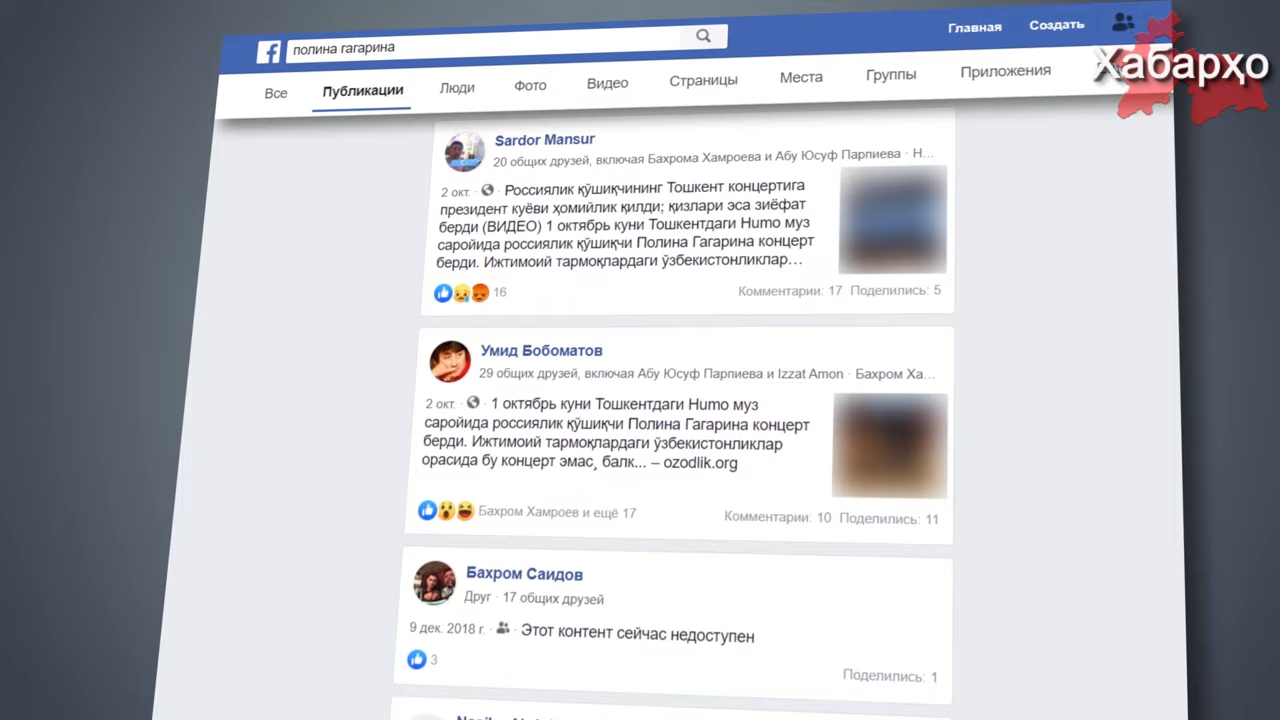 полина гагарина
Главная
Создать
Хабарҳо
Все
Публикации
Люди
Фото
Видео
Страницы
Места
Группы
Приложения
Sardor Mansur
20 общих друзей, включая Бахрома Хамроева и Абу Юсуф Парпиева · Н...
2 окт. · Россиялик қўшиқчининг Тошкент концертига
президент куёви ҳомийлик қилди; қизлари эса зиёфат
берди (ВИДЕО) 1 октябрь куни Тошкентдаги Humo муз
саройида россиялик қўшиқчи Полина Гагарина концерт
берди. Ижтимоий тармоқлардаги ўзбекистонликлар…
16
Комментарии: 17 Поделились: 5
Умид Бобоматов
29 общих друзей, включая Абу Юсуф Парпиева и Izzat Amon · Бахром Ха...
2 окт. · 1 октябрь куни Тошкентдаги Humo муз
саройида россиялик қўшиқчи Полина Гагарина концерт
берди. Ижтимоий тармоқлардаги ўзбекистонликлар
орасида бу концерт эмас, балк... – ozodlik.org
Бахром Хамроев и ещё 17
Комментарии: 10 Поделились: 11
Бахром Саидов
Друг · 17 общих друзей
9 дек. 2018 г. · Этот контент сейчас недоступен
3
Поделились: 1